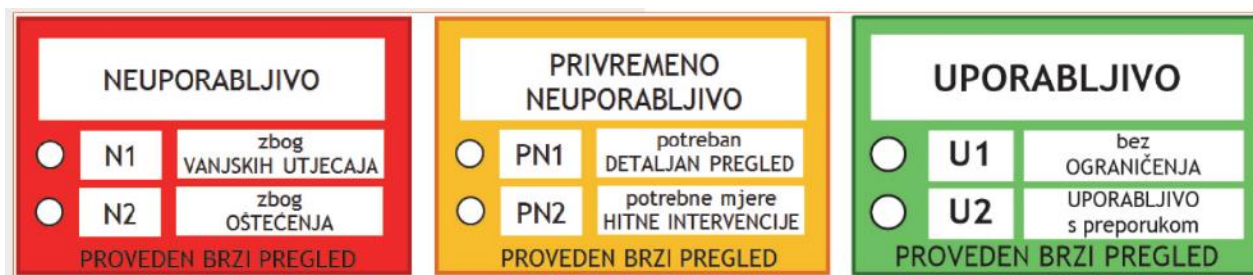 NEUPORABLJIVO
N1
zbog
VANJSKIH UTJECAJA
N2
zbog
OŠTEĆENJA
PROVEDEN BRZI PREGLED
PRIVREMENO
NEUPORABLJIVO
PN1
potreban
DETALJAN PREGLED
PN2
potrebne mjere
HITNE INTERVENCIJE
PROVEDEN BRZI PREGLED
UPORABLJIVO
U1
bez
OGRANIČENJA
U2
UPORABLJIVO
s preporukom
PROVEDEN BRZI PREGLED